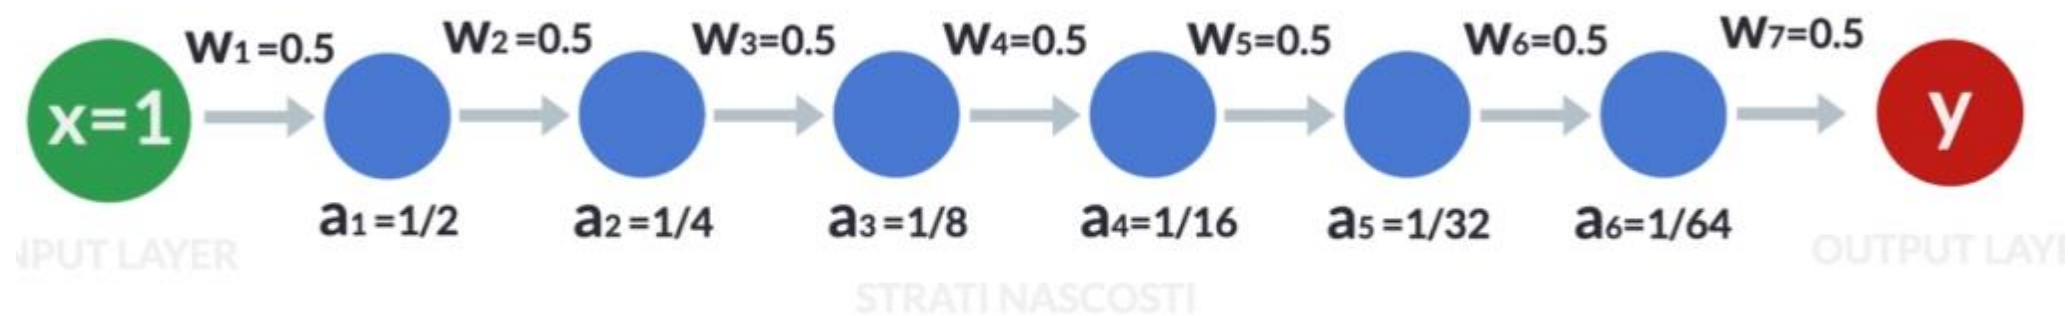 w1=0.5 w2=0.5 w3=0.5 w4=0.5 w5=0.5 w6=0.5 w7=0.5
x=1 y
a1=1/2 a2=1/4 a3=1/8 a4=1/16 a5=1/32 a6=1/64
NPUT LAYER OUTPUT LAY
STRATI NASCOSTI